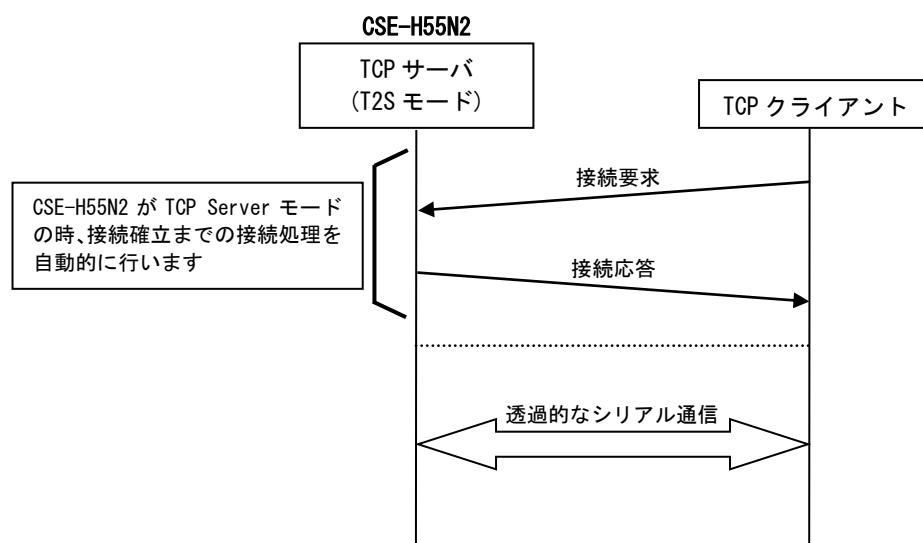 CSE-H55N2
TCP サーバ
(T2S モード)
TCP クライアント
接続要求
CSE-H55N2 が TCP Server モード
の時、接続確立までの接続処理を
自動的に行います
接続応答
透過的なシリアル通信